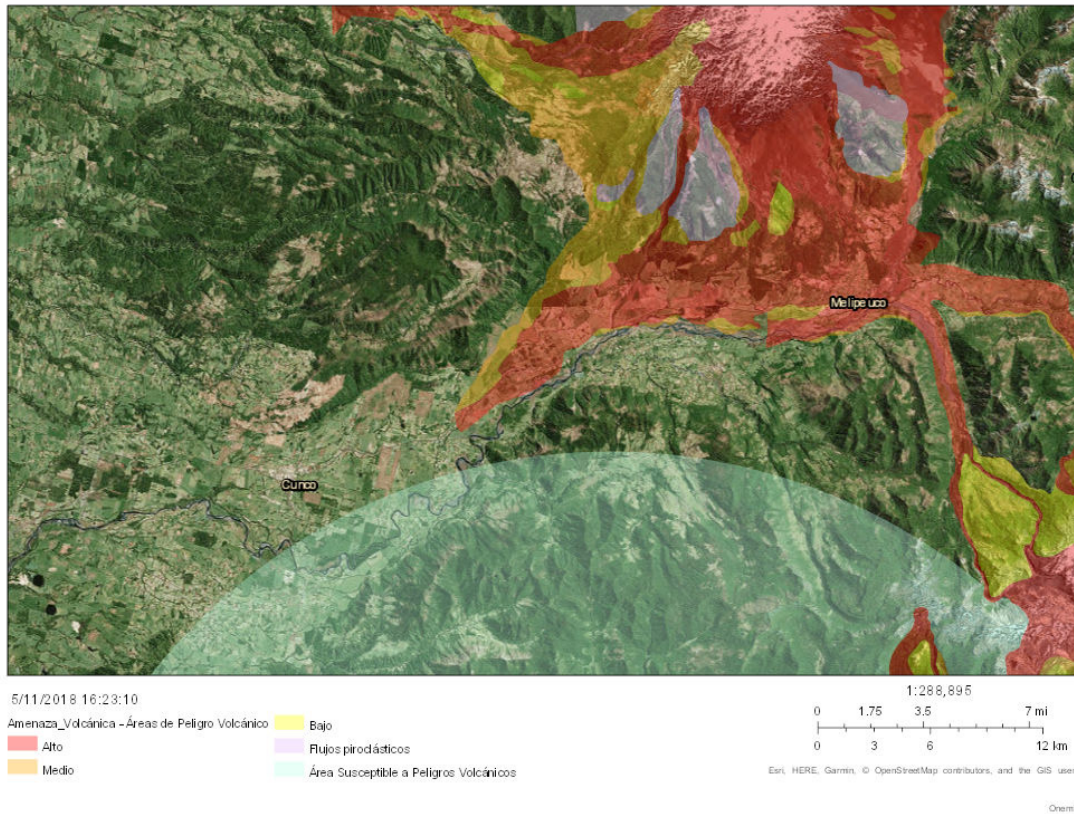 Melipeuco
Cunco
5/11/2018 16:23:10
Amenaza_Volcánica - Áreas de Peligro Volcánico
Alto
Medio
Bajo
Flujos piroclásticos
Área Susceptible a Peligros Volcánicos
1:288,895
0 1.75 3.5 7 mi
0 3 6 12 km
Esri, HERE, Garmin, © OpenStreetMap contributors, and the GIS user
Onemi